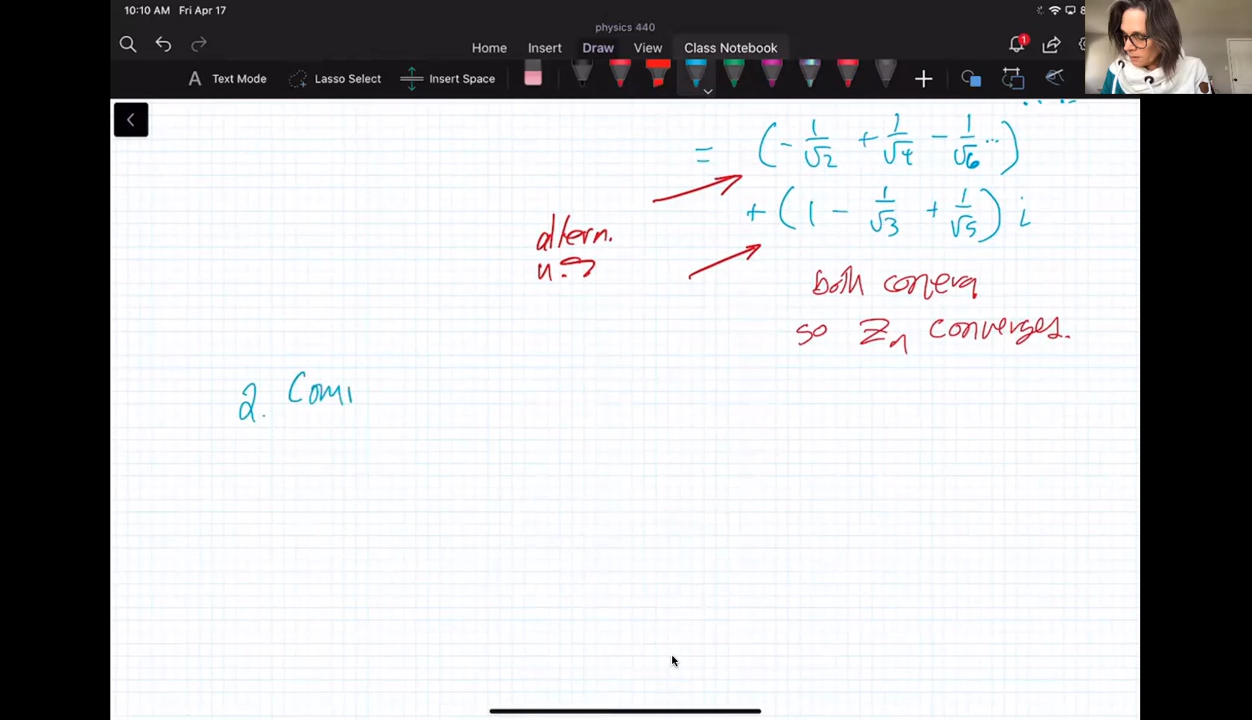 10:10 AM Fri Apr 17
physics 440
Home Insert Draw View Class Notebook
1
A Text Mode Lasso Select Insert Space
= (- 1/√2 + 1/√4 - 1/√6 ...)
+ (1 - 1/√3 + 1/√5) i
altern.
both converg
so Zn converges.
2. Com